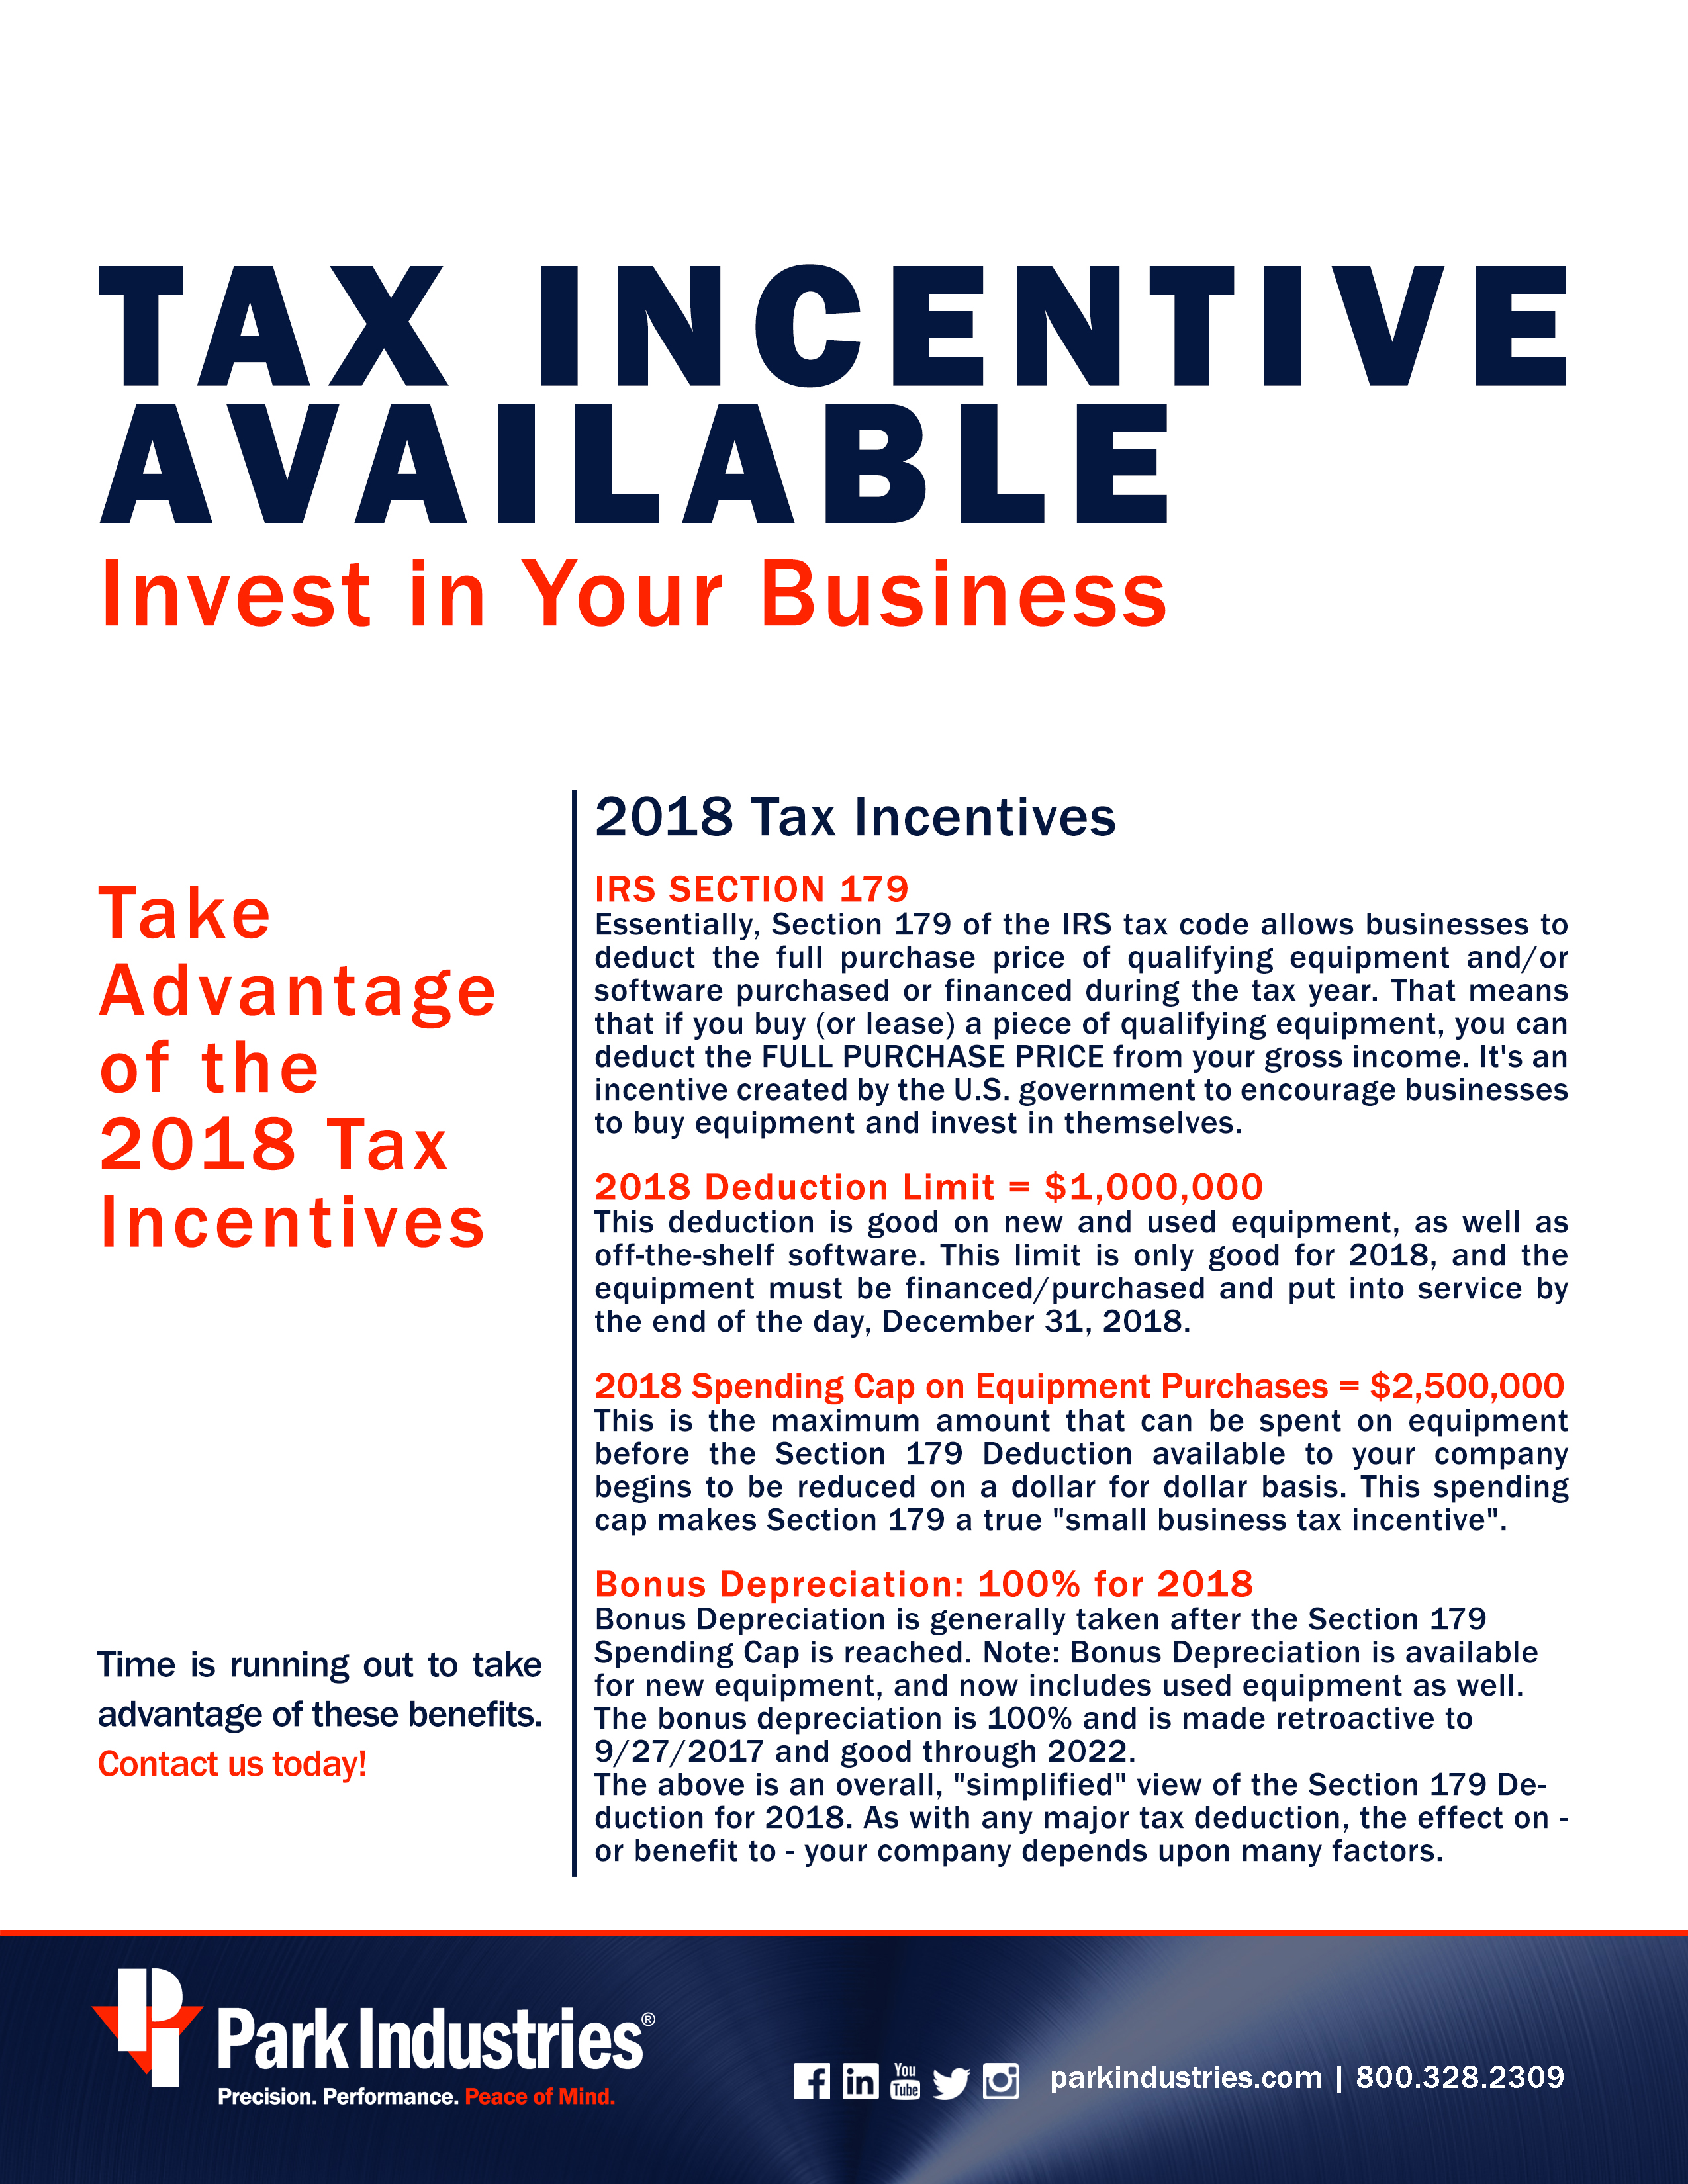 TAX INCENTIVE
AVAILABLE
Invest in Your Business
Take
Advantage
of the
2018 Tax
Incentives
Time is running out to take
advantage of these benefits.
Contact us today!
2018 Tax Incentives
IRS SECTION 179
Essentially, Section 179 of the IRS tax code allows businesses to
deduct the full purchase price of qualifying equipment and/or
software purchased or financed during the tax year. That means
that if you buy (or lease) a piece of qualifying equipment, you can
deduct the FULL PURCHASE PRICE from your gross income. It's an
incentive created by the U.S. government to encourage businesses
to buy equipment and invest in themselves.
2018 Deduction Limit = $1,000,000
This deduction is good on new and used equipment, as well as
off-the-shelf software. This limit is only good for 2018, and the
equipment must be financed/purchased and put into service by
the end of the day, December 31, 2018.
2018 Spending Cap on Equipment Purchases = $2,500,000
This is the maximum amount that can be spent on equipment
before the Section 179 Deduction available to your company
begins to be reduced on a dollar for dollar basis. This spending
cap makes Section 179 a true "small business tax incentive".
Bonus Depreciation: 100% for 2018
Bonus Depreciation is generally taken after the Section 179
Spending Cap is reached. Note: Bonus Depreciation is available
for new equipment, and now includes used equipment as well.
The bonus depreciation is 100% and is made retroactive to
9/27/2017 and good through 2022.
The above is an overall, "simplified" view of the Section 179 De-
duction for 2018. As with any major tax deduction, the effect on -
or benefit to - your company depends upon many factors.
Park Industries®
Precision. Performance. Peace of Mind.
You
Tube
parkindustries.com | 800.328.2309